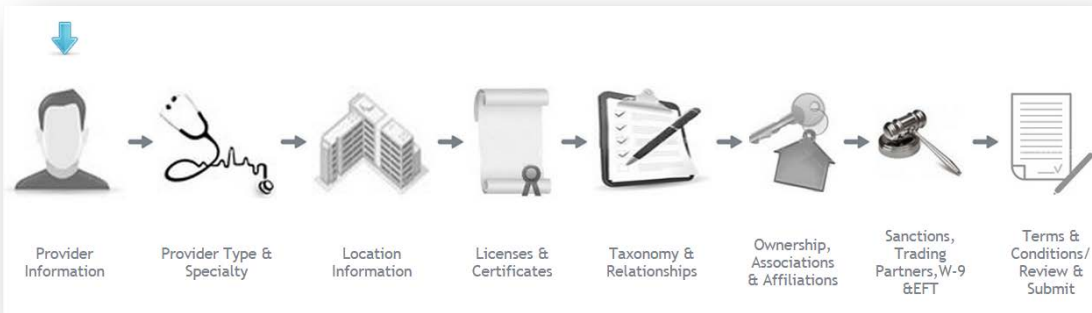 Provider
Information
Provider Type &
Specialty
Location
Information
Licenses &
Certificates
Taxonomy &
Relationships
Ownership,
Associations
& Affiliations
Sanctions,
Trading
Partners,W-9
&EFT
Terms &
Conditions/
Review &
Submit